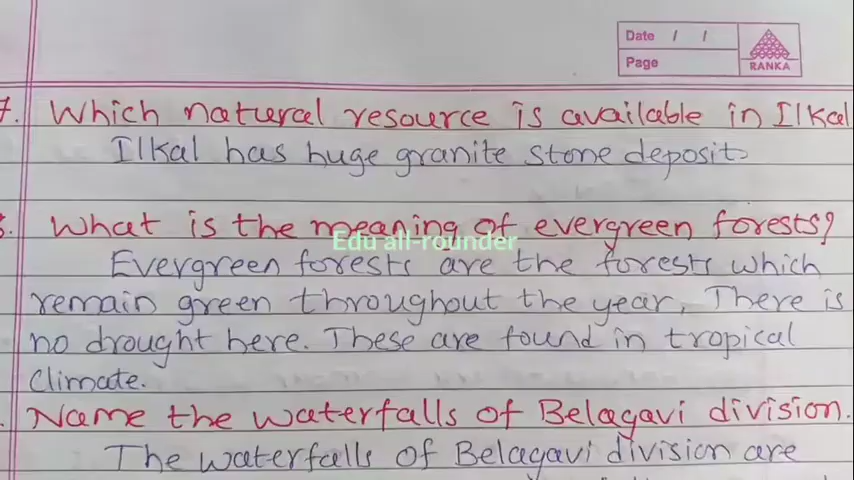 Date / /
Page
RANKA
7. Which natural resource is available in Ilkal
Ilkal has huge granite stone deposit.
What is the meaning of evergreen forests?
Edu all-rounder
Evergreen forests are the forests which
remain green throughout the year, There is
no drought here. These are found in tropical
Climate.
Name the waterfalls of Belagavi division.
The waterfalls of Belagavi division are